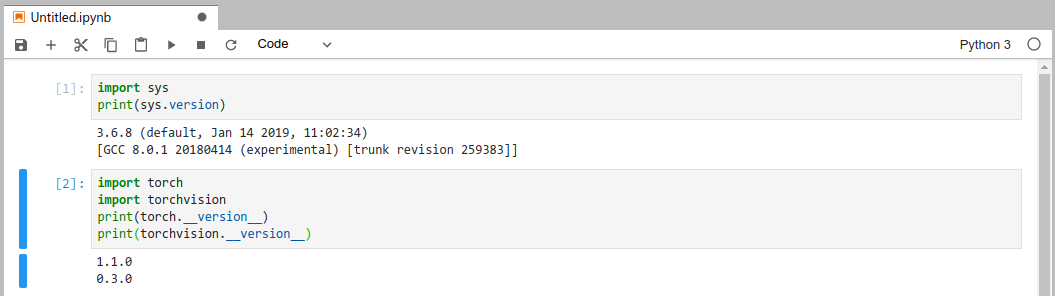 Untitled.ipynb
Code
Python 3
[1]:
import sys
print(sys.version)
3.6.8 (default, Jan 14 2019, 11:02:34)
[GCC 8.0.1 20180414 (experimental) [trunk revision 259383]]
[2]:
import torch
import torchvision
print(torch.__version__)
print(torchvision.__version__)
1.1.0
0.3.0